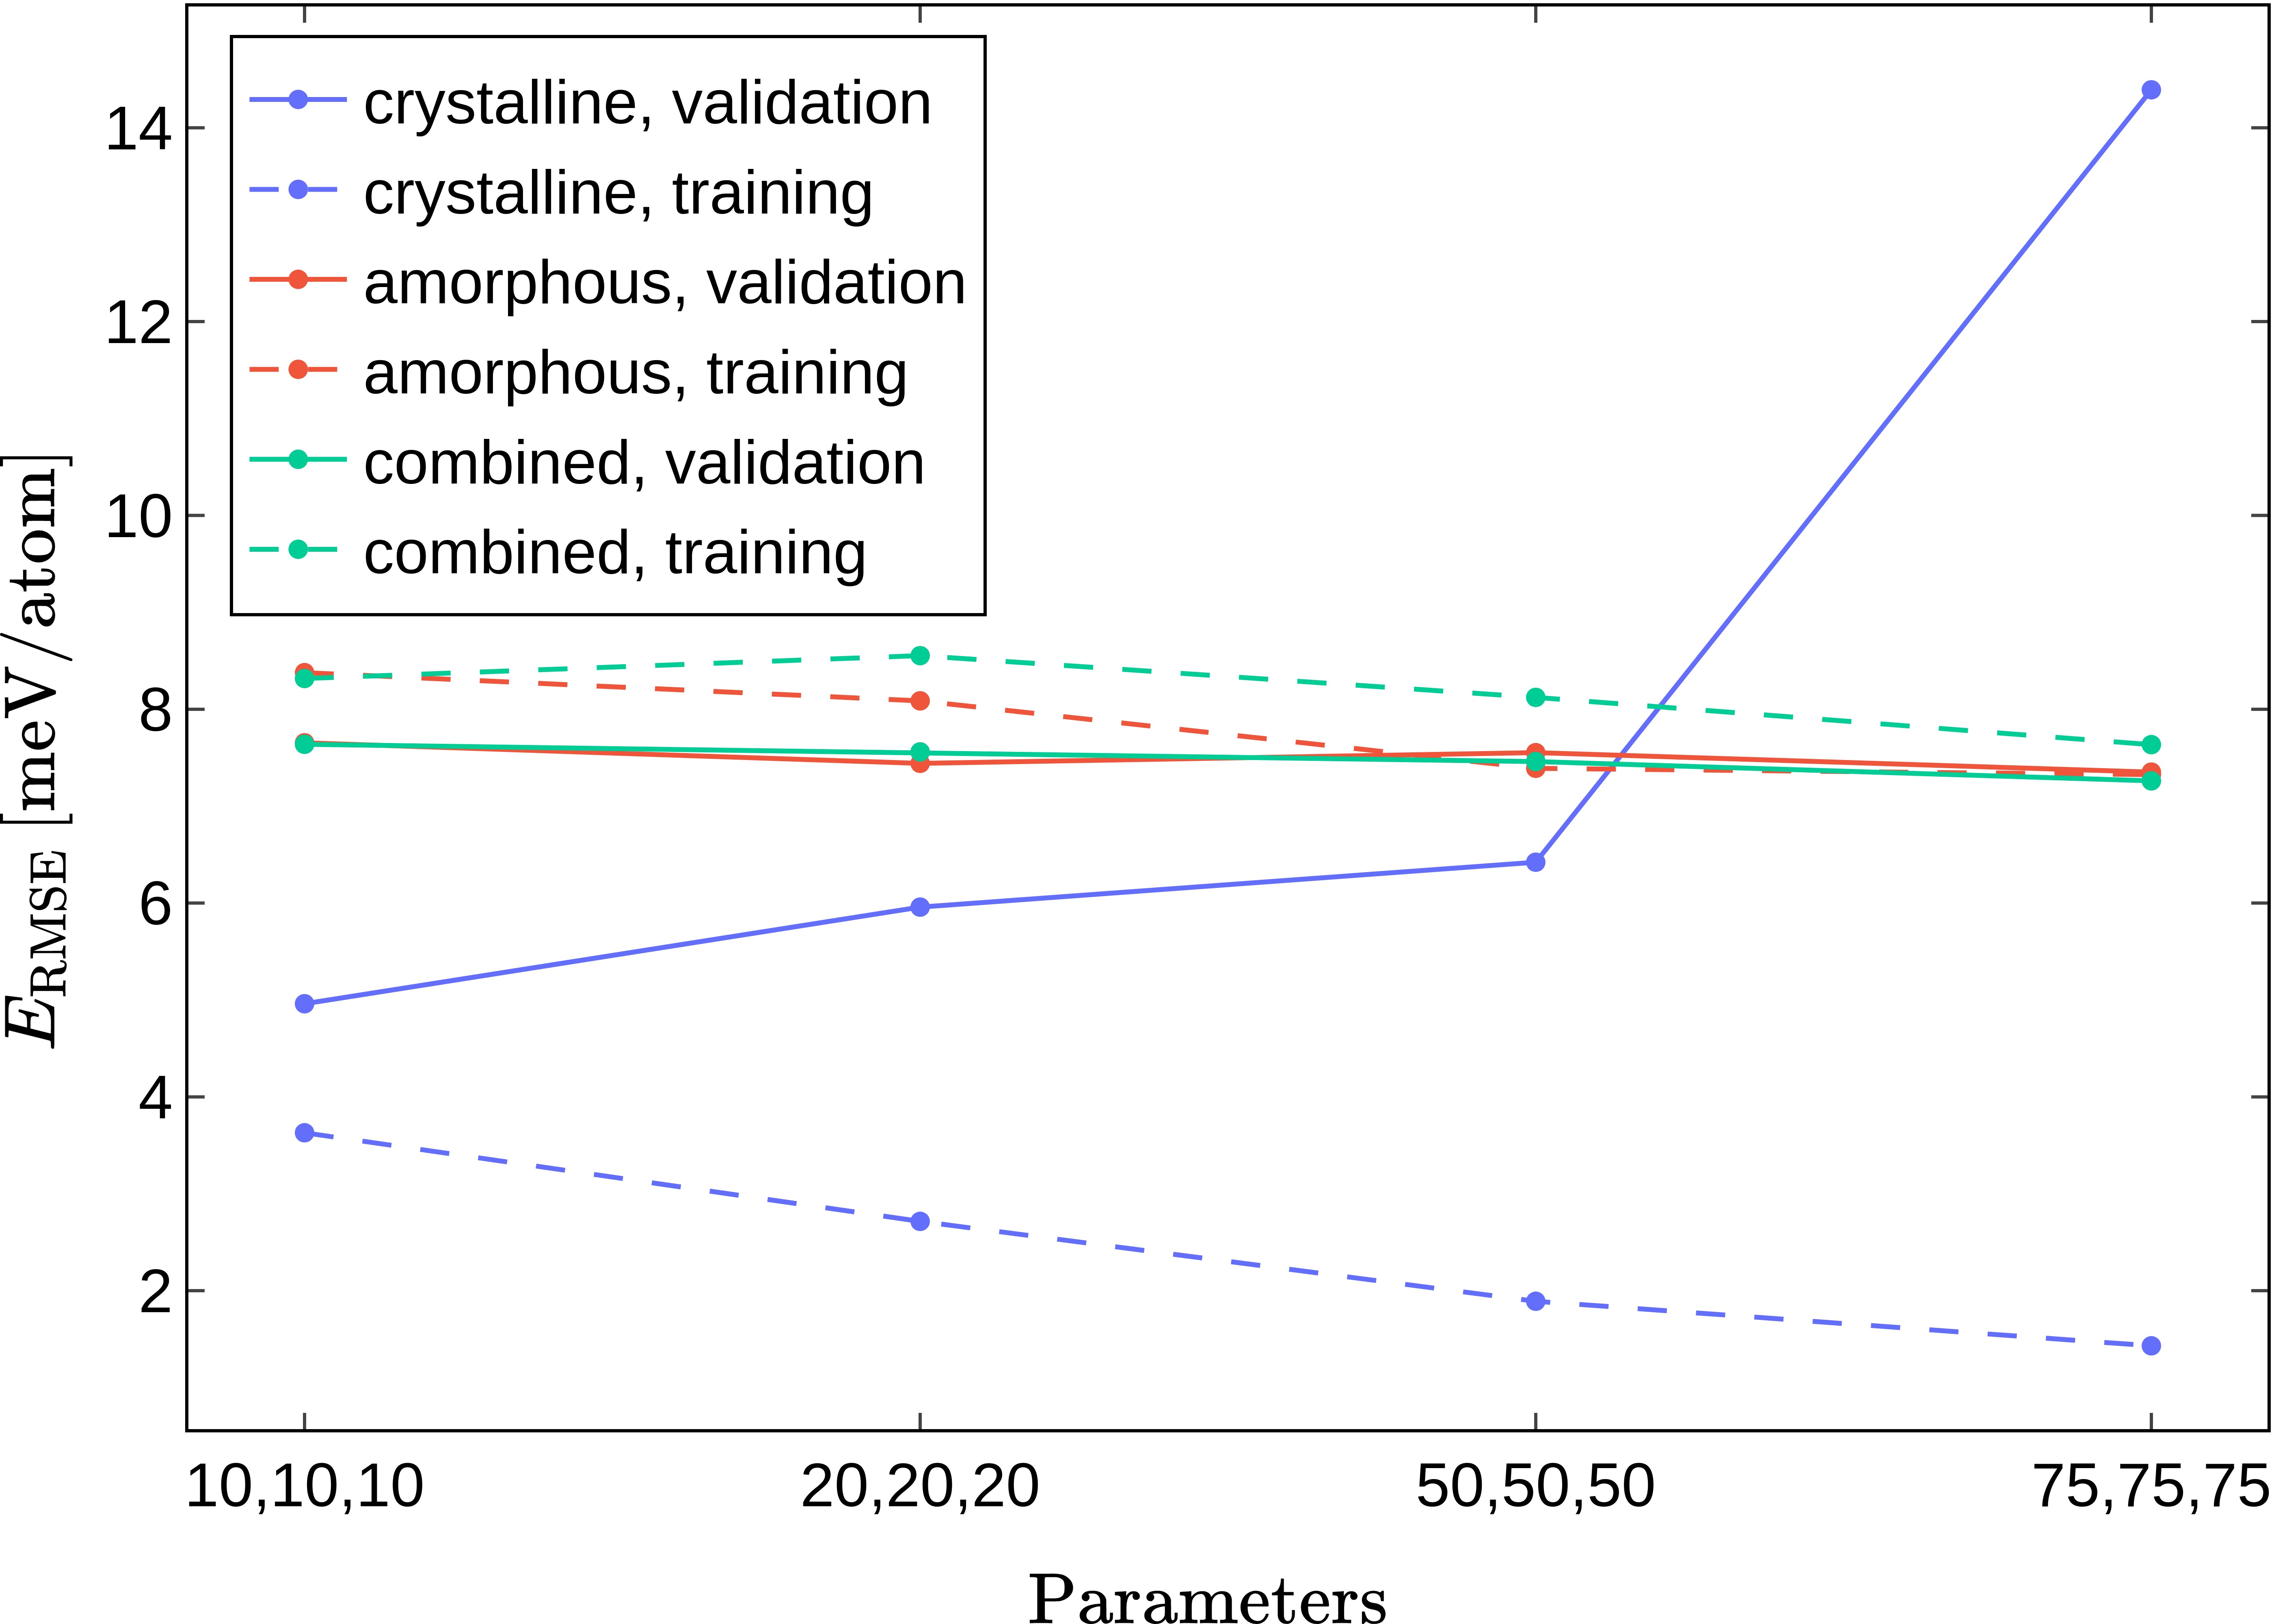 crystalline, validation
crystalline, training
amorphous, validation
amorphous, training
combined, validation
combined, training
14
12
10
8
6
4
2
E_RMSE [meV/atom]
10,10,10 20,20,20 50,50,50 75,75,75
Parameters